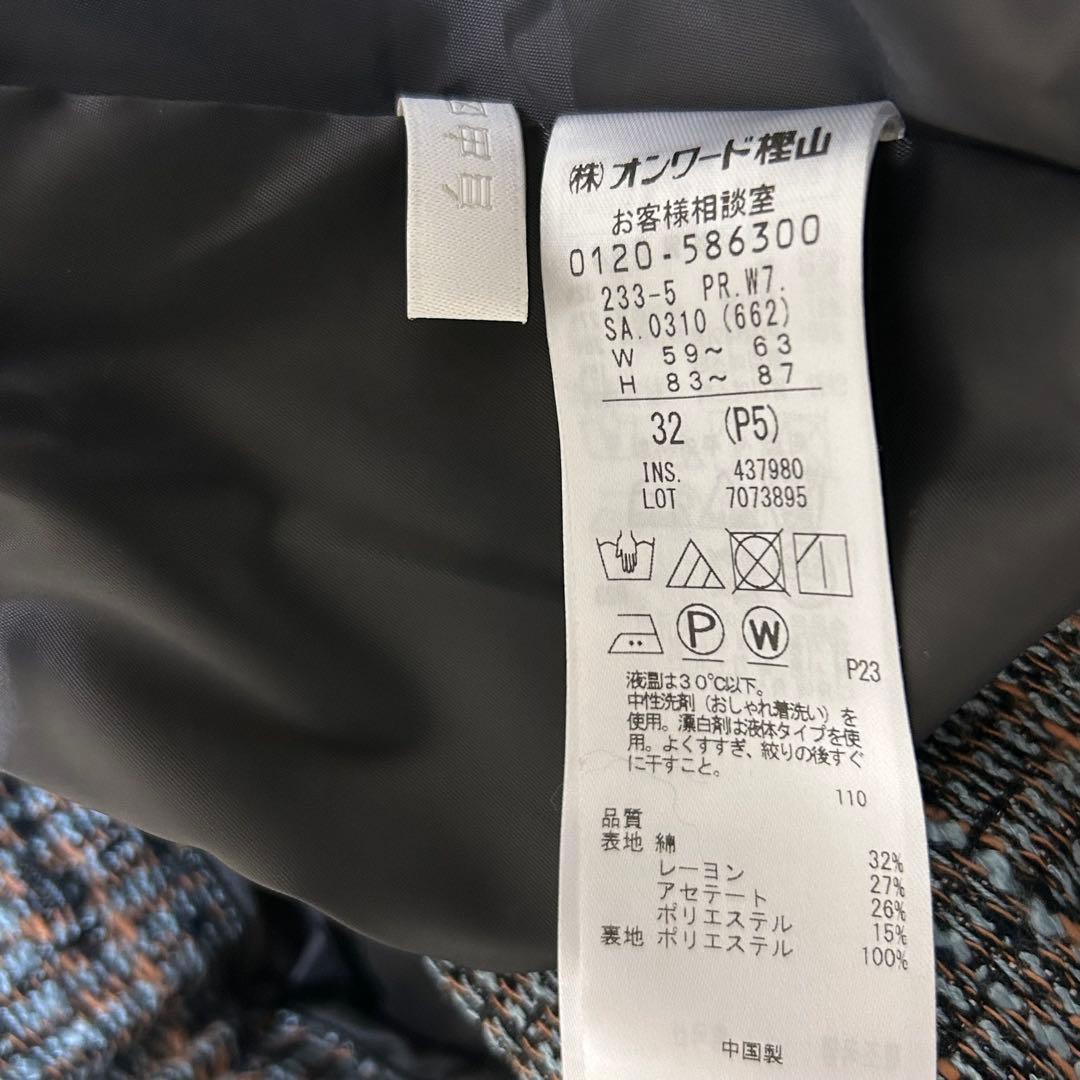 (株)オンワード樫山
お客様相談室
0120-586300
233-5 PR.W7.
SA.0310 (662)
W 59～ 63
H 83～ 87
32 (P5)
INS. 437980
LOT 7073895
P W
P23
液温は30℃以下。
中性洗剤（おしゃれ着洗い）を
使用。漂白剤は液体タイプを使
用。よくすすぎ、絞りの後すぐ
に干すこと。
110
品質
表地 綿 32%
レーヨン 27%
アセテート 26%
ポリエステル 15%
裏地 ポリエステル 100%
中国製